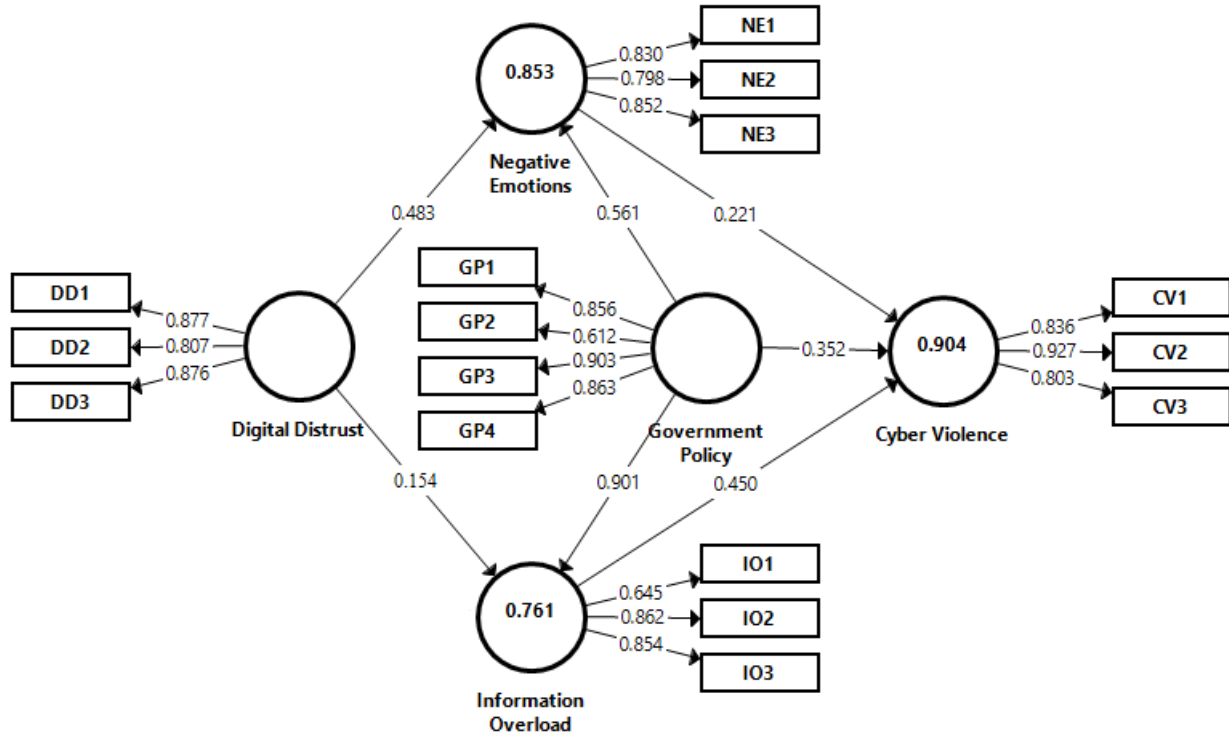 NE1
0.853
0.830
NE2
0.798
0.852
NE3
Negative
Emotions
0.483
0.561
0.221
GP1
DD1
CV1
0.877
0.856
0.836
GP2
DD2
0.807
0.612
0.352
0.904
0.927
CV2
GP3
0.903
DD3
0.876
0.863
0.803
CV3
GP4
Digital Distrust
Government
Policy
Cyber Violence
0.154
0.901
0.450
IO1
0.645
0.761
0.862
IO2
0.854
IO3
Information
Overload